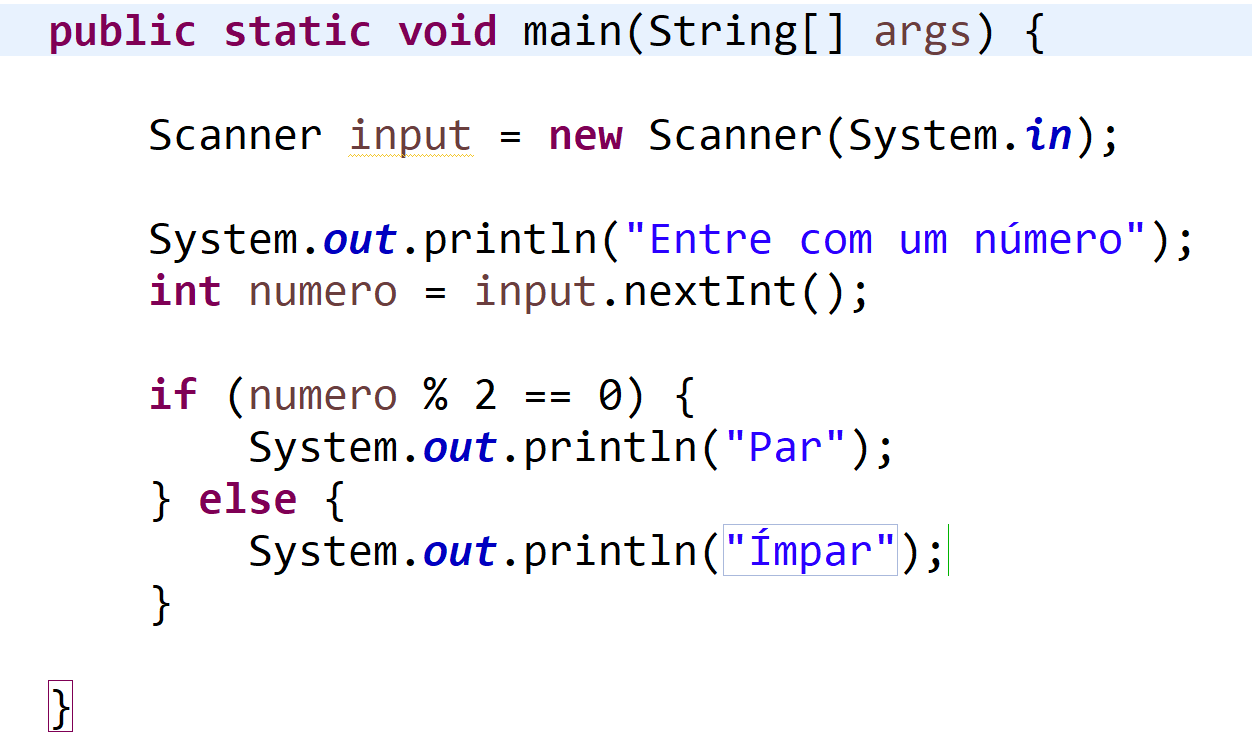 public static void main(String[] args) {
Scanner input = new Scanner(System.in);
System.out.println("Entre com um número");
int numero = input.nextInt();
if (numero % 2 == 0) {
System.out.println("Par");
} else {
System.out.println("Ímpar");
}
}